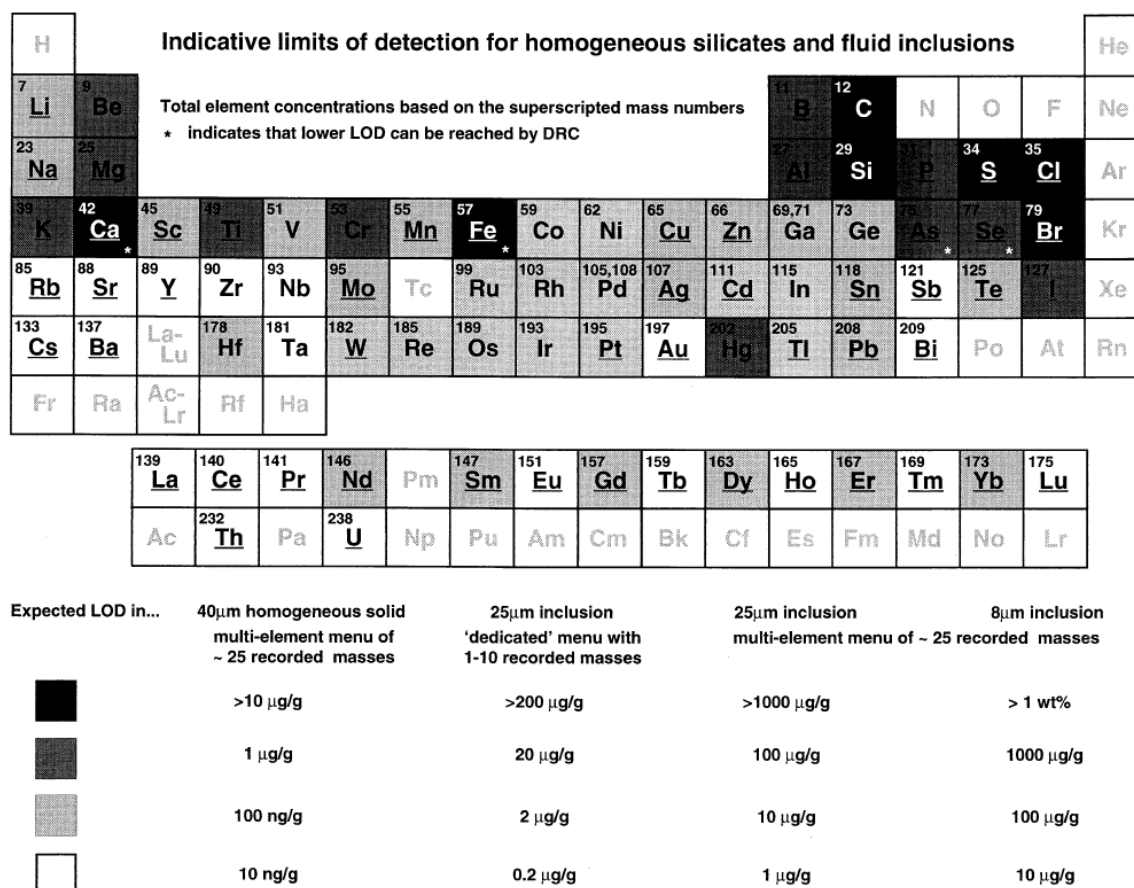 H He
Indicative limits of detection for homogeneous silicates and fluid inclusions
7 9 11 12
Li Be B C N O F Ne
Total element concentrations based on the superscripted mass numbers
* indicates that lower LOD can be reached by DRC
23 25 27 29 31 34 35
Na Mg Al Si P S Cl Ar
39 42 45 49 51 53 55 57 59 62 65 66 69,71 73 75 77 79
K Ca Sc Ti V Cr Mn Fe Co Ni Cu Zn Ga Ge As Se Br Kr
* * * *
85 88 89 90 93 95 99 103 105,108 107 111 115 118 121 125 127
Rb Sr Y Zr Nb Mo Tc Ru Rh Pd Ag Cd In Sn Sb Te I Xe
133 137 178 181 182 185 189 193 195 197 202 205 208 209
Cs Ba La-Lu Hf Ta W Re Os Ir Pt Au Hg Tl Pb Bi Po At Rn
Fr Ra Ac-Lr Rf Ha
139 140 141 146 147 151 157 159 163 165 167 169 173 175
La Ce Pr Nd Pm Sm Eu Gd Tb Dy Ho Er Tm Yb Lu
232 238
Ac Th Pa U Np Pu Am Cm Bk Cf Es Fm Md No Lr
Expected LOD in... 40μm homogeneous solid 25μm inclusion 25μm inclusion 8μm inclusion
multi-element menu of 'dedicated' menu with multi-element menu of ~ 25 recorded masses
~ 25 recorded masses 1-10 recorded masses
>10 μg/g >200 μg/g >1000 μg/g > 1 wt%
1 μg/g 20 μg/g 100 μg/g 1000 μg/g
100 ng/g 2 μg/g 10 μg/g 100 μg/g
10 ng/g 0.2 μg/g 1 μg/g 10 μg/g